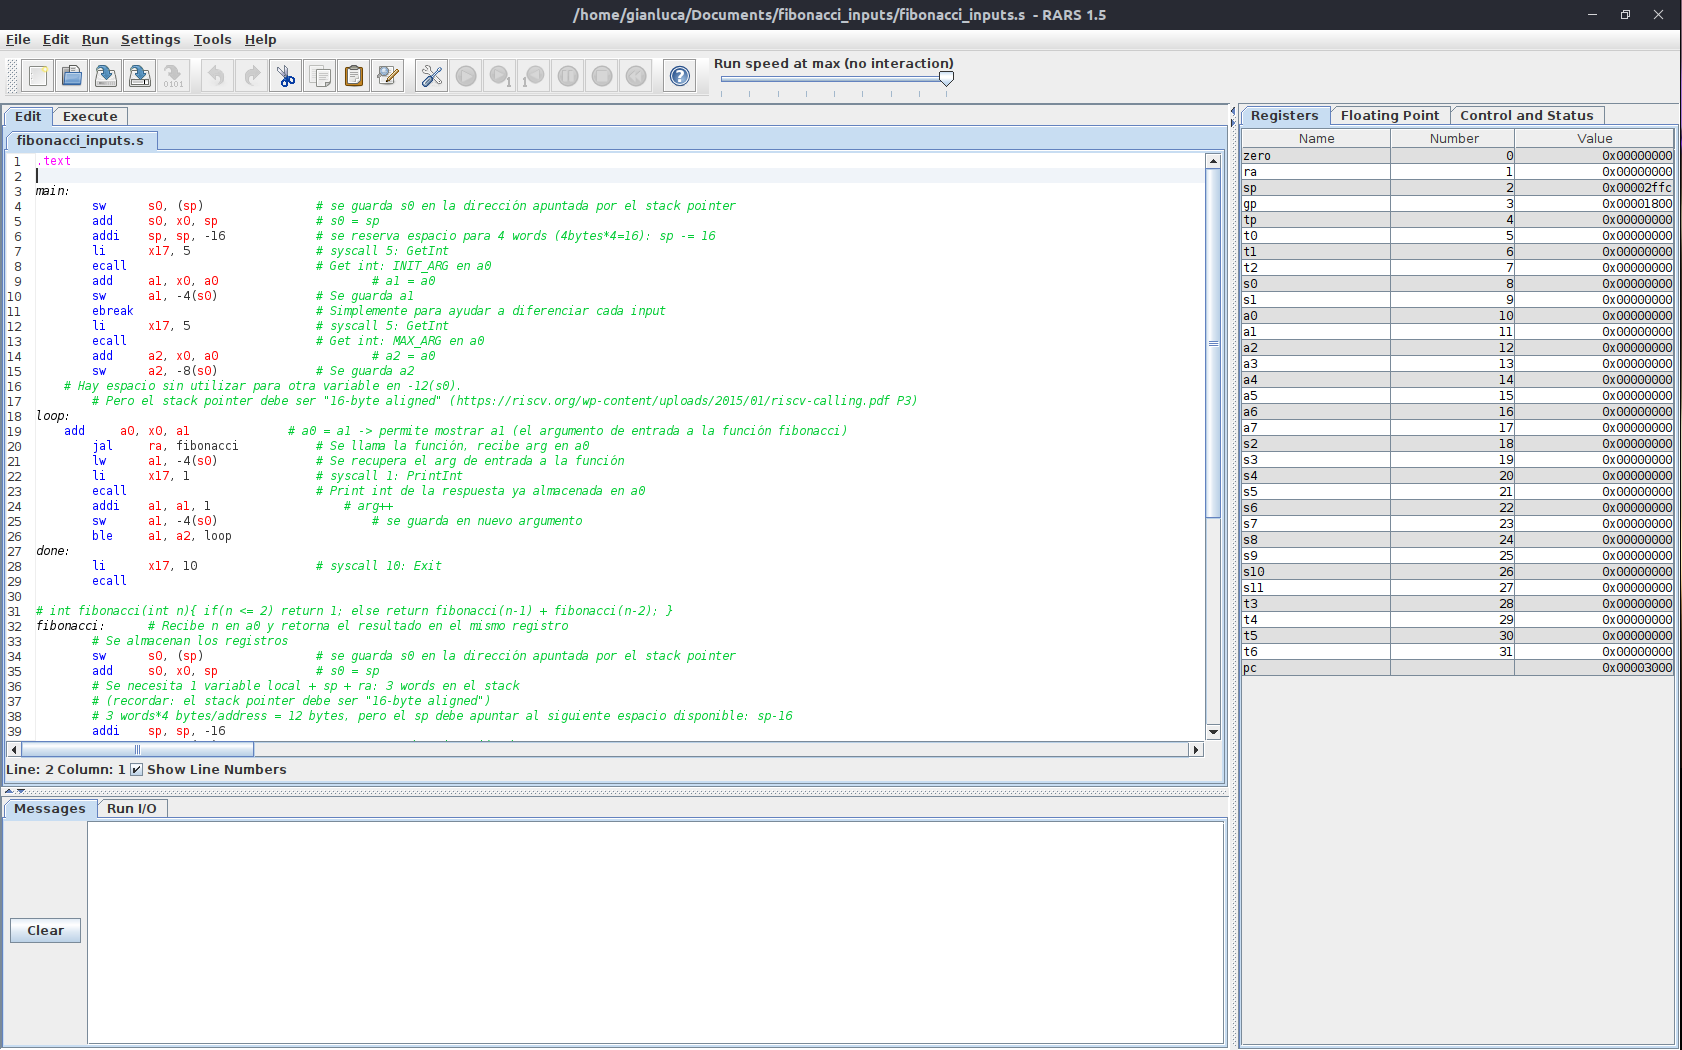 /home/gianluca/Documents/fibonacci_inputs/fibonacci_inputs.s - RARS 1.5
File Edit Run Settings Tools Help
Run speed at max (no interaction)
Edit Execute
fibonacci_inputs.s
1 .text
2
3 main:
4 sw s0, (sp) # se guarda s0 en la dirección apuntada por el stack pointer
5 add s0, x0, sp # s0 = sp
6 addi sp, sp, -16 # se reserva espacio para 4 words (4bytes*4=16): sp -= 16
7 li x17, 5 # syscall 5: GetInt
8 ecall # Get int: INIT_ARG en a0
9 add a1, x0, a0 # a1 = a0
10 sw a1, -4(s0) # Se guarda a1
11 ebreak # Simplemente para ayudar a diferenciar cada input
12 li x17, 5 # syscall 5: GetInt
13 ecall # Get int: MAX_ARG en a0
14 add a2, x0, a0 # a2 = a0
15 sw a2, -8(s0) # Se guarda a2
16 # Hay espacio sin utilizar para otra variable en -12(s0).
17 # Pero el stack pointer debe ser "16-byte aligned" (https://riscv.org/wp-content/uploads/2015/01/riscv-calling.pdf P3)
18 loop:
19 add a0, x0, a1 # a0 = a1 -> permite mostrar a1 (el argumento de entrada a la función fibonacci)
20 jal ra, fibonacci # Se llama la función, recibe arg en a0
21 lw a1, -4(s0) # Se recupera el arg de entrada a la función
22 li x17, 1 # syscall 1: PrintInt
23 ecall # Print int de la respuesta ya almacenada en a0
24 addi a1, a1, 1 # arg++
25 sw a1, -4(s0) # se guarda en nuevo argumento
26 ble a1, a2, loop
27 done:
28 li x17, 10 # syscall 10: Exit
29 ecall
30
31 # int fibonacci(int n){ if(n <= 2) return 1; else return fibonacci(n-1) + fibonacci(n-2); }
32 fibonacci: # Recibe n en a0 y retorna el resultado en el mismo registro
33 # Se almacenan los registros
34 sw s0, (sp) # se guarda s0 en la dirección apuntada por el stack pointer
35 add s0, x0, sp # s0 = sp
36 # Se necesita 1 variable local + sp + ra: 3 words en el stack
37 # (recordar: el stack pointer debe ser "16-byte aligned")
38 # 3 words*4 bytes/address = 12 bytes, pero el sp debe apuntar al siguiente espacio disponible: sp-16
39 addi sp, sp, -16
Line: 2 Column: 1 Show Line Numbers
Messages Run I/O
Clear
Registers Floating Point Control and Status
Name Number Value
zero 0 0x00000000
ra 1 0x00000000
sp 2 0x00002ffc
gp 3 0x00001800
tp 4 0x00000000
t0 5 0x00000000
t1 6 0x00000000
t2 7 0x00000000
s0 8 0x00000000
s1 9 0x00000000
a0 10 0x00000000
a1 11 0x00000000
a2 12 0x00000000
a3 13 0x00000000
a4 14 0x00000000
a5 15 0x00000000
a6 16 0x00000000
a7 17 0x00000000
s2 18 0x00000000
s3 19 0x00000000
s4 20 0x00000000
s5 21 0x00000000
s6 22 0x00000000
s7 23 0x00000000
s8 24 0x00000000
s9 25 0x00000000
s10 26 0x00000000
s11 27 0x00000000
t3 28 0x00000000
t4 29 0x00000000
t5 30 0x00000000
t6 31 0x00000000
pc 0x00003000